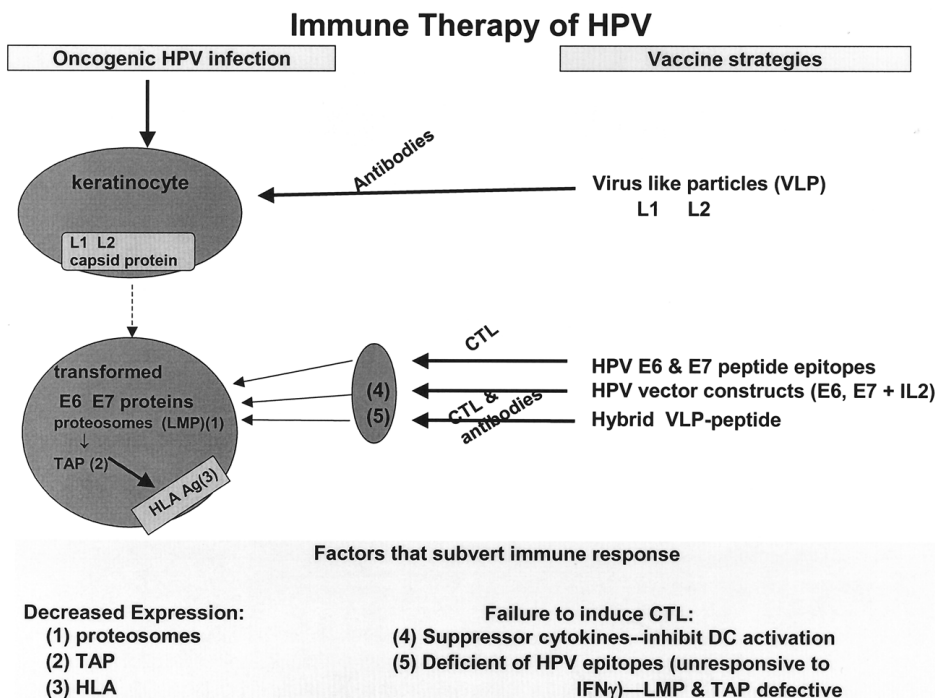 Immune Therapy of HPV
Oncogenic HPV infection
Vaccine strategies
keratinocyte
L1 L2
capsid protein
Antibodies
Virus like particles (VLP)
L1 L2
transformed
E6 E7 proteins
proteosomes (LMP)(1)
↓
TAP (2)
HLA Ag(3)
(4)
(5)
CTL
CTL &
antibodies
HPV E6 & E7 peptide epitopes
HPV vector constructs (E6, E7 + IL2)
Hybrid VLP-peptide
Factors that subvert immune response
Decreased Expression:
(1) proteosomes
(2) TAP
(3) HLA
Failure to induce CTL:
(4) Suppressor cytokines--inhibit DC activation
(5) Deficient of HPV epitopes (unresponsive to
IFNγ)—LMP & TAP defective